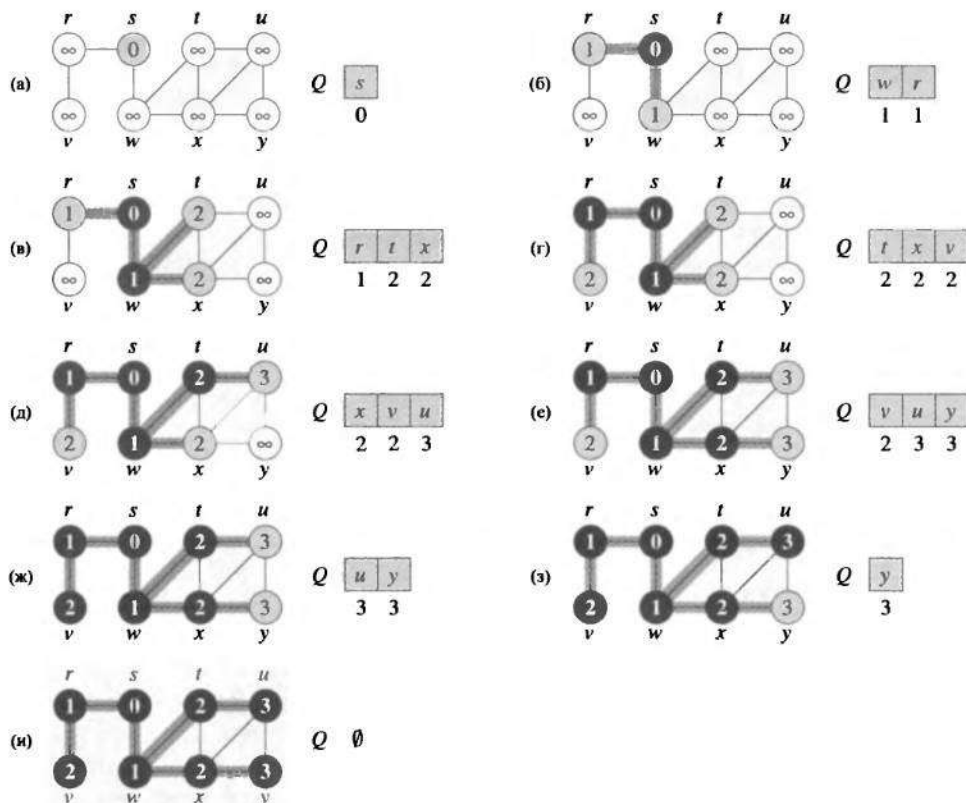 r s t u
∞ 0 ∞ ∞
(а) Q s
∞ ∞ ∞ ∞ 0
v w x y
r s t u
1 0 ∞ ∞
(б) Q w r
∞ 1 ∞ ∞ 1 1
v w x y
r s t u
1 0 2 ∞
(в) Q r t x
∞ 1 2 ∞ 1 2 2
v w x y
r s t u
1 0 2 ∞
(г) Q t x v
2 1 2 ∞ 2 2 2
v w x y
r s t u
1 0 2 3
(д) Q x v u
2 1 2 ∞ 2 2 3
v w x y
r s t u
1 0 2 3
(е) Q v u y
2 1 2 3 2 3 3
v w x y
r s t u
1 0 2 3
(ж) Q u y
2 1 2 3 3 3
v w x y
r s t u
1 0 2 3
(з) Q y
2 1 2 3 3
v w x y
r s t u
1 0 2 3
(и) Q ∅
2 1 2 3
v w x y